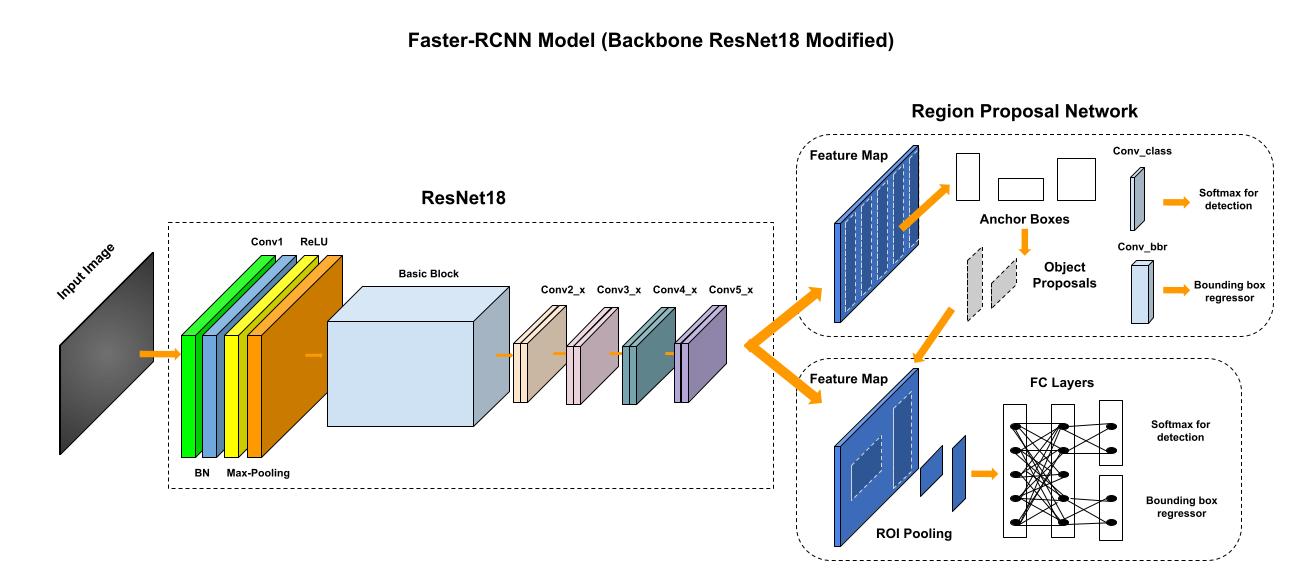 Faster-RCNN Model (Backbone ResNet18 Modified)
Region Proposal Network
Feature Map
Conv_class
Softmax for
detection
Anchor Boxes
Conv_bbr
Object
Proposals
Bounding box
regressor
ResNet18
Input Image
Conv1
ReLU
Basic Block
Conv2_x
Conv3_x
Conv4_x
Conv5_x
BN
Max-Pooling
Feature Map
FC Layers
Softmax for
detection
Bounding box
regressor
ROI Pooling